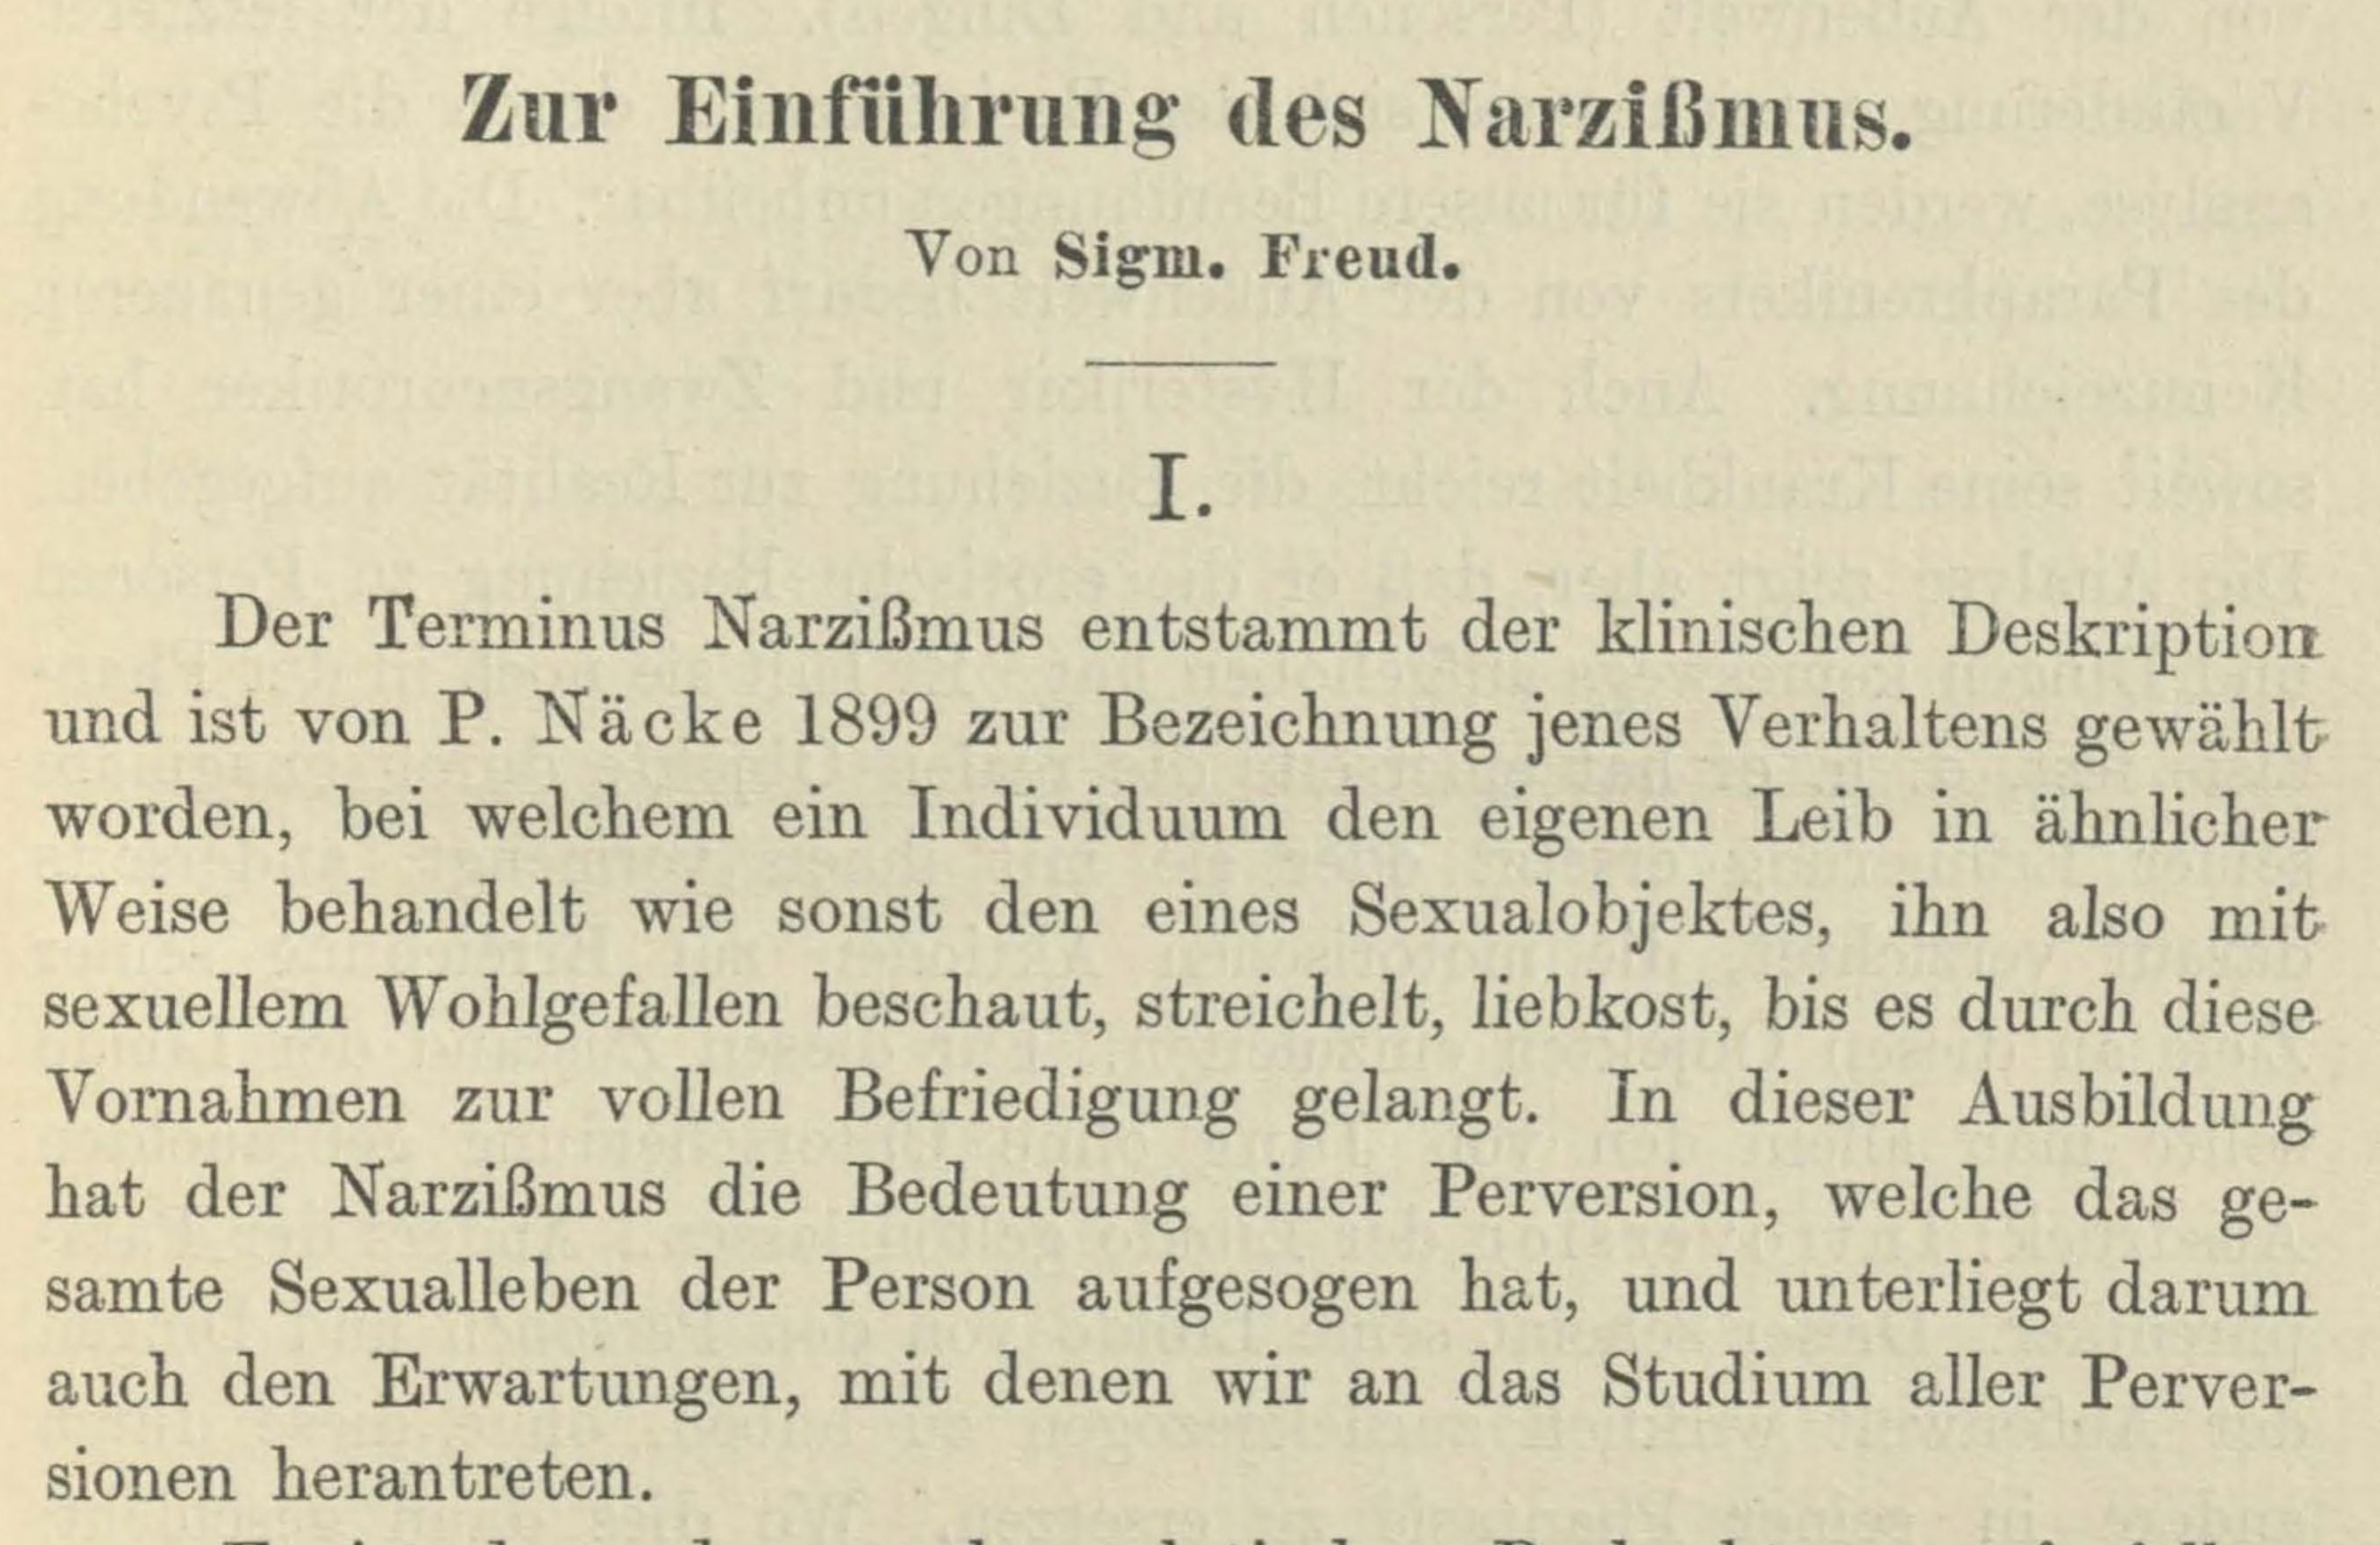 Zur Einführung des Narzißmus.
Von Sigm. Freud.
I.
Der Terminus Narzißmus entstammt der klinischen Deskription
und ist von P. Näcke 1899 zur Bezeichnung jenes Verhaltens gewählt
worden, bei welchem ein Individuum den eigenen Leib in ähnlicher
Weise behandelt wie sonst den eines Sexualobjektes, ihn also mit
sexuellem Wohlgefallen beschaut, streichelt, liebkost, bis es durch diese
Vornahmen zur vollen Befriedigung gelangt. In dieser Ausbildung
hat der Narzißmus die Bedeutung einer Perversion, welche das ge-
samte Sexualleben der Person aufgesogen hat, und unterliegt darum
auch den Erwartungen, mit denen wir an das Studium aller Perver-
sionen herantreten.